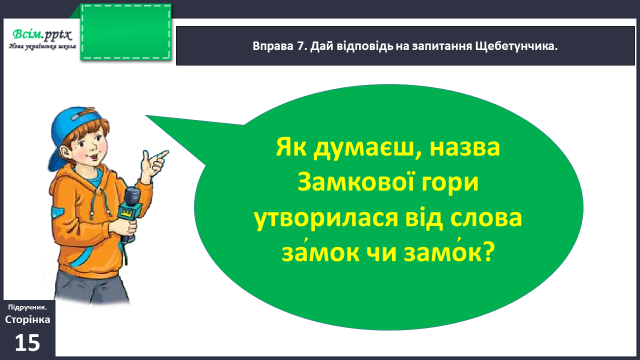 Всім.pptx
Нова українська школа
Вправа 7. Дай відповідь на запитання Щебетунчика.
Як думаєш, назва
Замкової гори
утворилася від слова
за́мок чи замо́к?
Підручник.
Сторінка
15